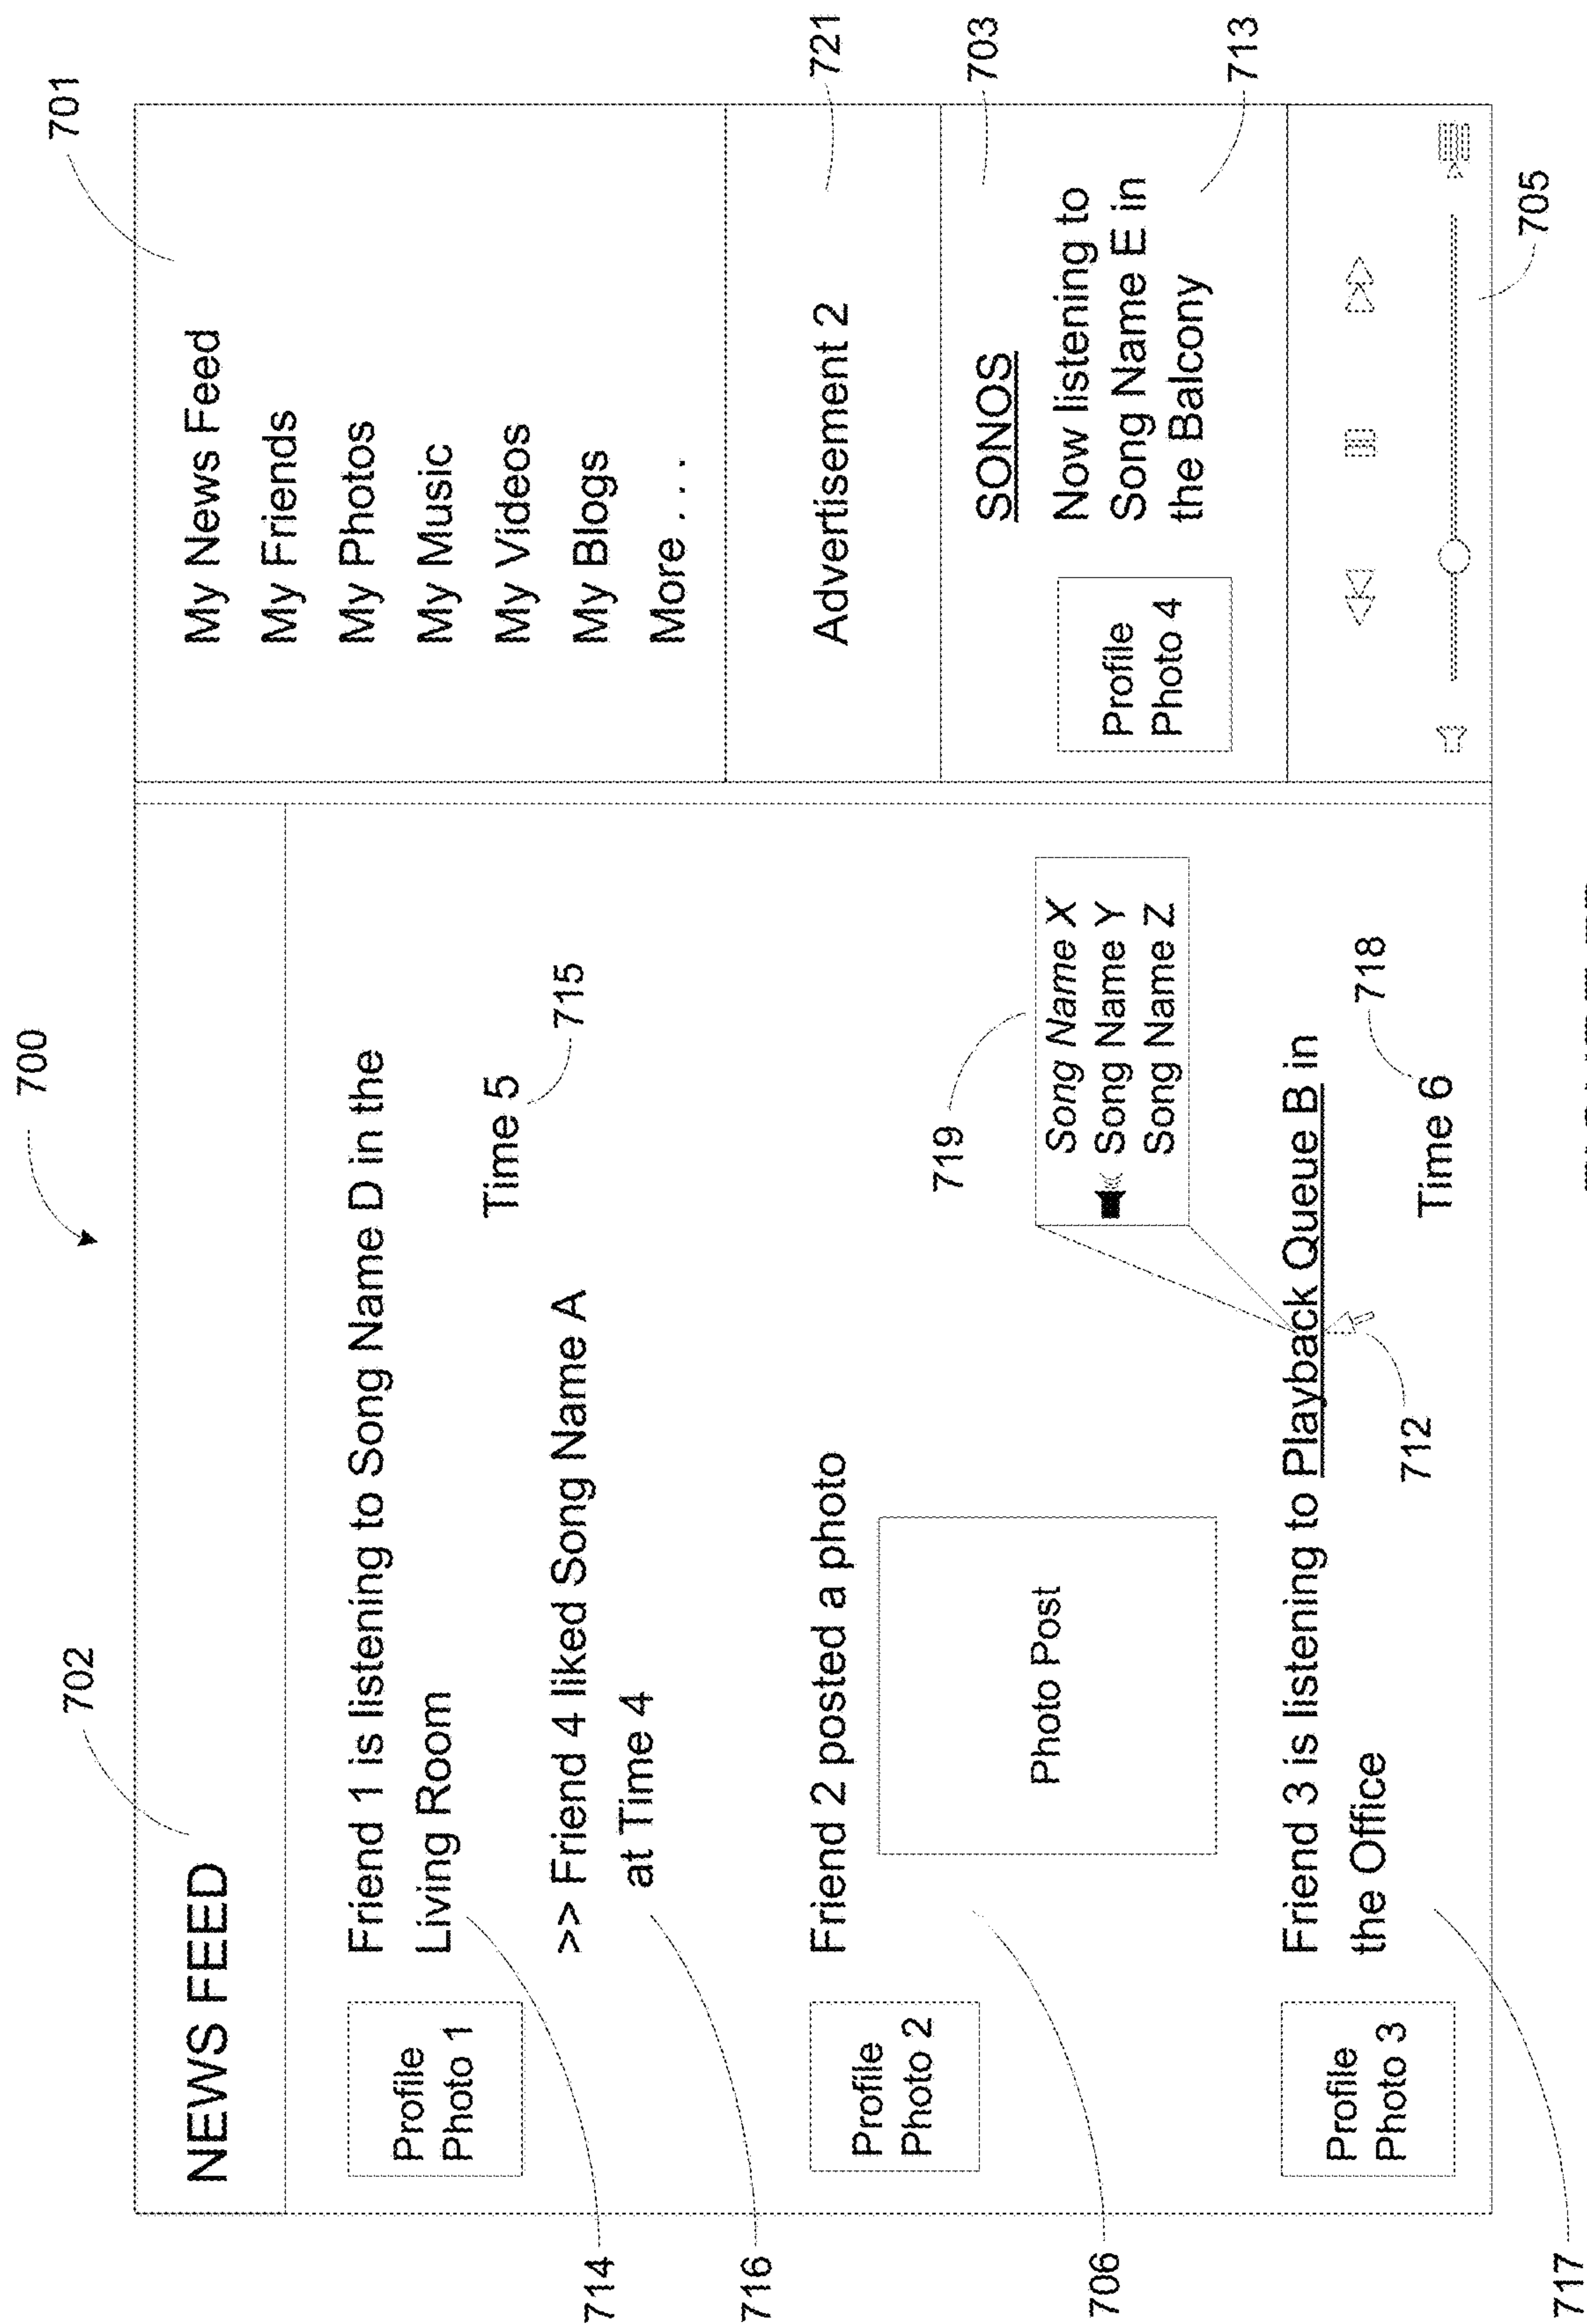 700
702
701
NEWS FEED
Profile
Photo 1
Friend 1 is listening to Song Name D in the
Living Room
Time 5
715
714
>> Friend 4 liked Song Name A
at Time 4
716
Profile
Photo 2
Friend 2 posted a photo
Photo Post
706
719
Song Name X
Song Name Y
Song Name Z
Profile
Photo 3
Friend 3 is listening to Playback Queue B in
the Office
712
Time 6
718
717
My News Feed
My Friends
My Photos
My Music
My Videos
My Blogs
More . . .
Advertisement 2
721
SONOS
703
Profile
Photo 4
Now listening to
Song Name E in
the Balcony
713
705